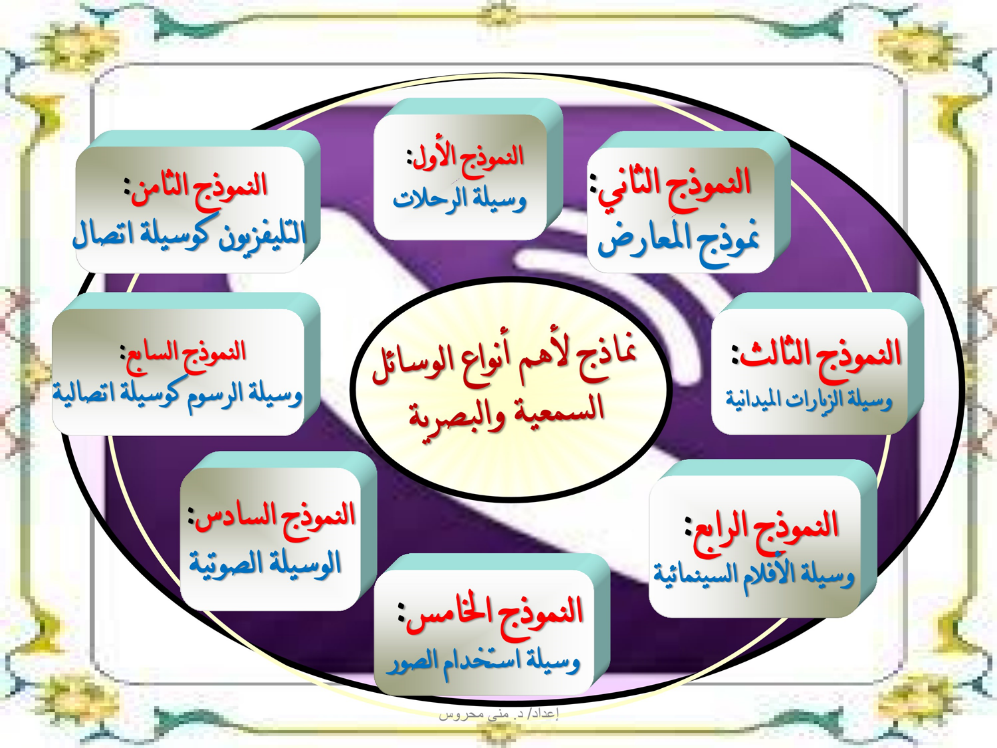 نماذج لأهم أنواع الوسائل
السمعية والبصرية
النموذج الأول:
وسيلة الرحلات
النموذج الثاني:
نموذج المعارض
النموذج الثالث:
وسيلة الزيارات الميدانية
النموذج الرابع:
وسيلة الأفلام السينمائية
النموذج الخامس:
وسيلة استخدام الصور
النموذج السادس:
الوسيلة الصوتية
النموذج السابع:
وسيلة الرسوم كوسيلة اتصالية
النموذج الثامن:
التليفزيون كوسيلة اتصال
إعداد/ د. منى محروس